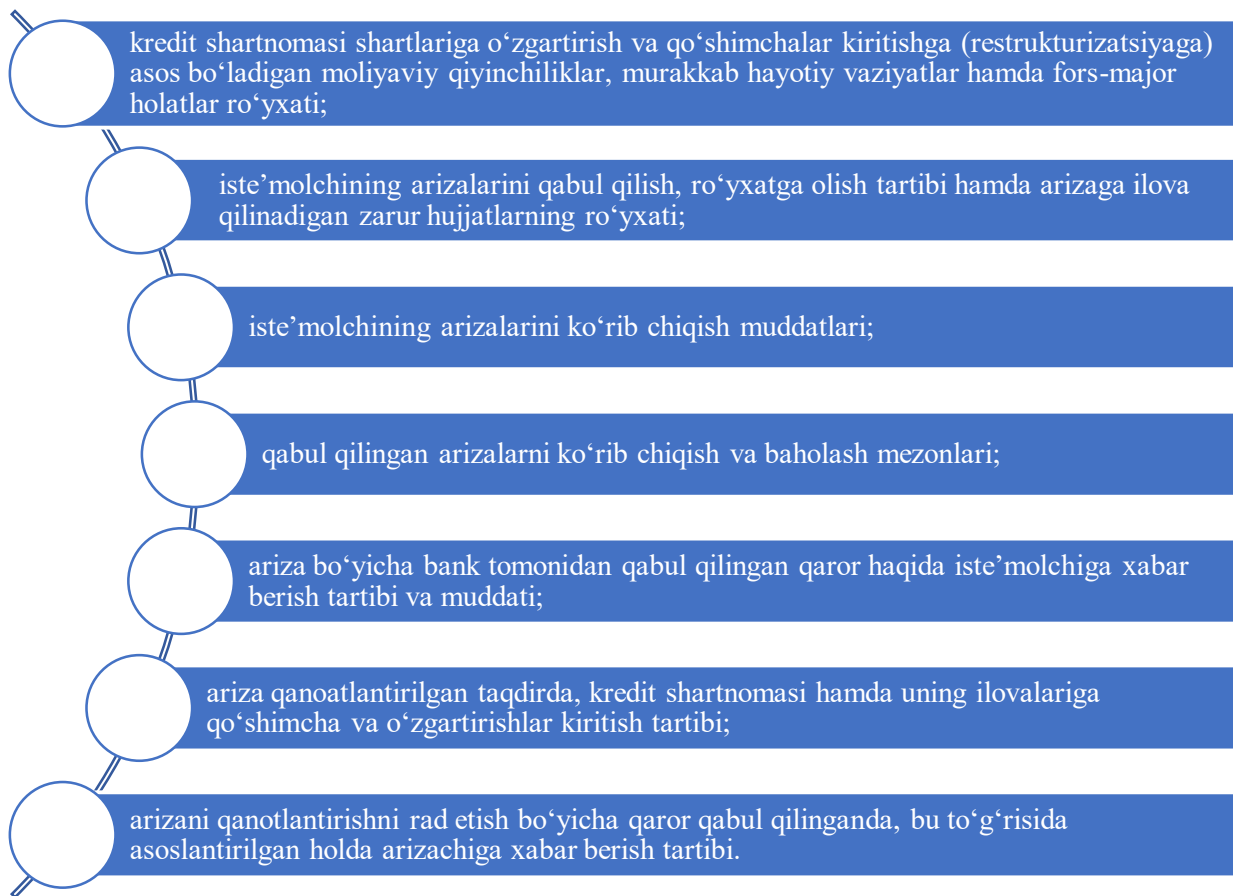 kredit shartnomasi shartlariga o‘zgartirish va qo‘shimchalar kiritishga (restrukturizatsiyaga)
asos bo‘ladigan moliyaviy qiyinchiliklar, murakkab hayotiy vaziyatlar hamda fors-major
holatlar ro‘yxati;
iste’molchining arizalarini qabul qilish, ro‘yxatga olish tartibi hamda arizaga ilova
qilinadigan zarur hujjatlarning ro‘yxati;
iste’molchining arizalarini ko‘rib chiqish muddatlari;
qabul qilingan arizalarni ko‘rib chiqish va baholash mezonlari;
ariza bo‘yicha bank tomonidan qabul qilingan qaror haqida iste’molchiga xabar
berish tartibi va muddati;
ariza qanoatlantirilgan taqdirda, kredit shartnomasi hamda uning ilovalariga
qo‘shimcha va o‘zgartirishlar kiritish tartibi;
arizani qanotlantirishni rad etish bo‘yicha qaror qabul qilinganda, bu to‘g‘risida
asoslantirilgan holda arizachiga xabar berish tartibi.